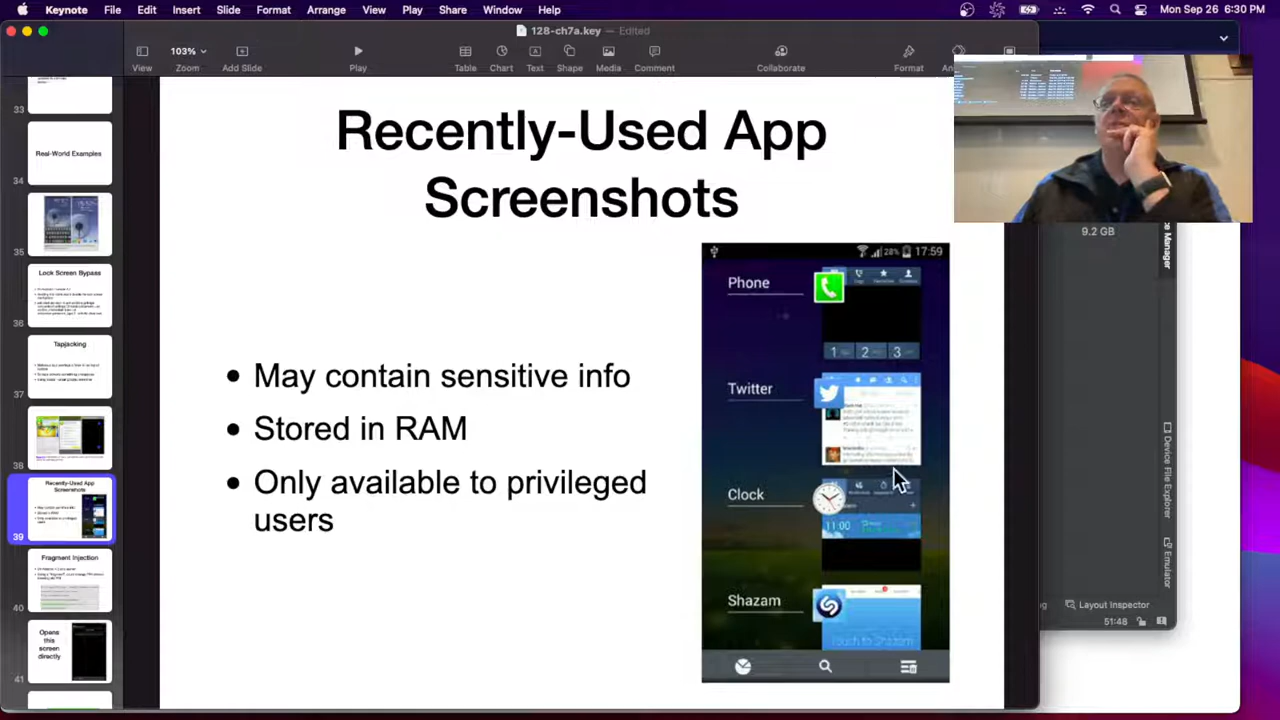 Keynote File Edit Insert Slide Format Arrange View Play Share Window Help Mon Sep 26 6:30 PM
128-ch7a.key — Edited
103%
View Zoom Add Slide Play Table Chart Text Shape Media Comment Collaborate Format
33
Real-World Examples
34
35
Lock Screen Bypass
36
Tapjacking
37
38
Recently-Used App
Screenshots
39
Fragment Injection
40
Opens
this
screen
directly
41
Recently-Used App
Screenshots
May contain sensitive info
Stored in RAM
Only available to privileged
users
28% 17:59
Phone
1 2 3
Twitter
Clock
11:00
Shazam
Touch to Shazam
9.2 GB
Device File Explorer
Emulator
Layout Inspector
51:48